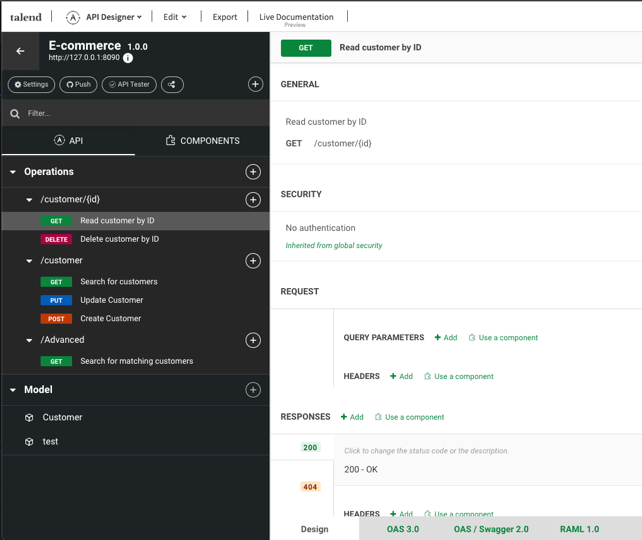 talend
API Designer
Edit
Export
Live Documentation
Preview
E-commerce 1.0.0
http://127.0.0.1:8090
Settings
Push
API Tester
Filter...
API
COMPONENTS
Operations
/customer/{id}
GET Read customer by ID
DELETE Delete customer by ID
/customer
GET Search for customers
PUT Update Customer
POST Create Customer
/Advanced
GET Search for matching customers
Model
Customer
test
GET Read customer by ID
GENERAL
Read customer by ID
GET /customer/{id}
SECURITY
No authentication
Inherited from global security
REQUEST
QUERY PARAMETERS + Add Use a component
HEADERS + Add Use a component
RESPONSES + Add Use a component
200
Click to change the status code or the description.
200 - OK
404
HEADERS + Add Use a component
Design
OAS 3.0
OAS / Swagger 2.0
RAML 1.0